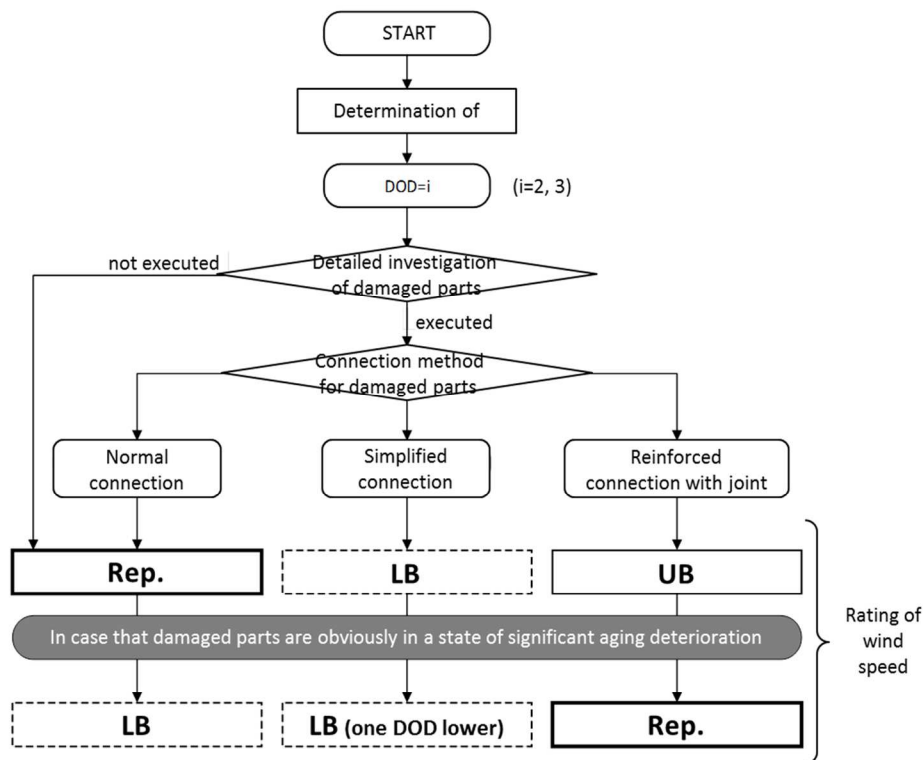 START
Determination of
DOD=i
(i=2, 3)
not executed
Detailed investigation
of damaged parts
executed
Connection method
for damaged parts
Normal
connection
Simplified
connection
Reinforced
connection with joint
Rep.
LB
UB
In case that damaged parts are obviously in a state of significant aging deterioration
Rating of
wind
speed
LB
LB (one DOD lower)
Rep.